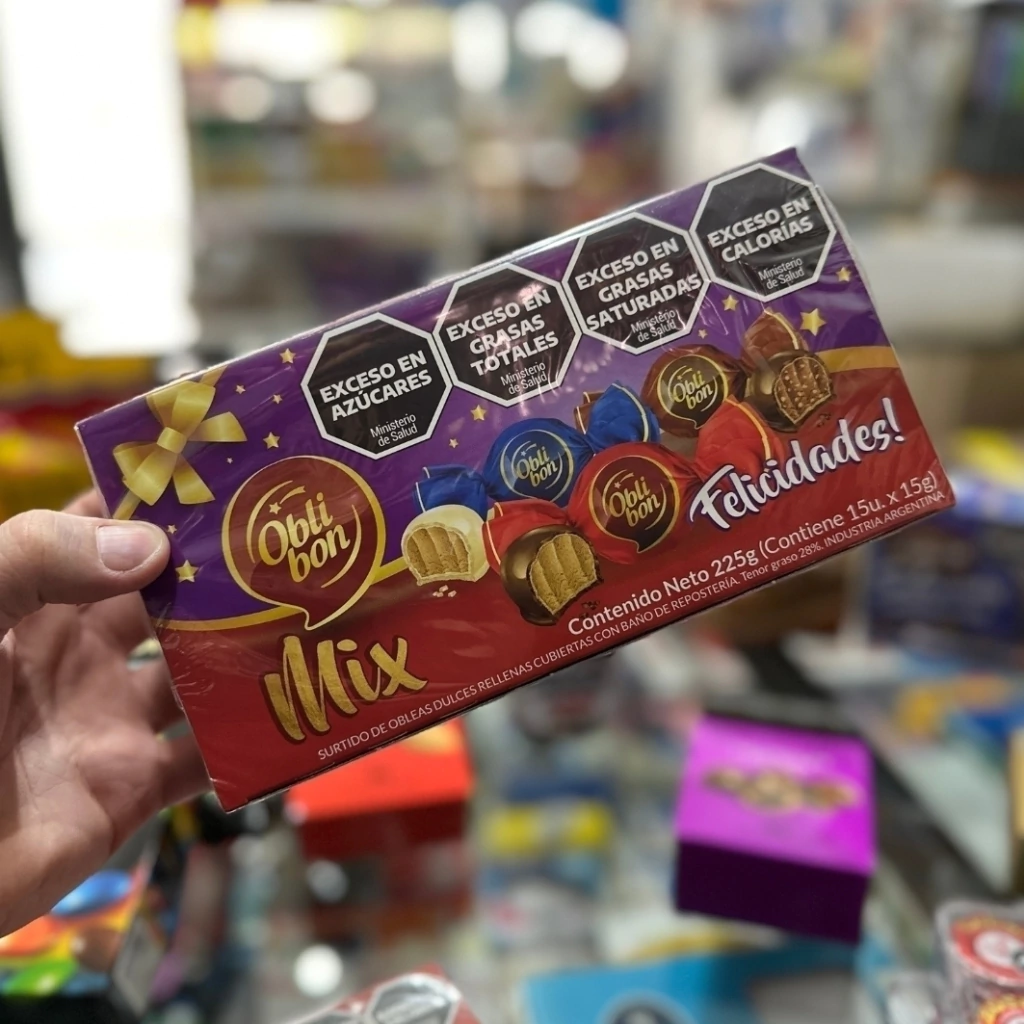 EXCESO EN
AZÚCARES
Ministerio
de Salud
EXCESO EN
GRASAS
TOTALES
Ministerio
de Salud
EXCESO EN
GRASAS
SATURADAS
Ministerio
de Salud
EXCESO EN
CALORÍAS
Ministerio
de Salud
Obli
bon
Mix
Obli
bon
Obli
bon
Obli
bon
Felicidades!
Contenido Neto 225g (Contiene 15u. x 15g)
SURTIDO DE OBLEAS DULCES RELLENAS CUBIERTAS CON BAÑO DE REPOSTERÍA. Tenor graso 28%. INDUSTRIA ARGENTINA